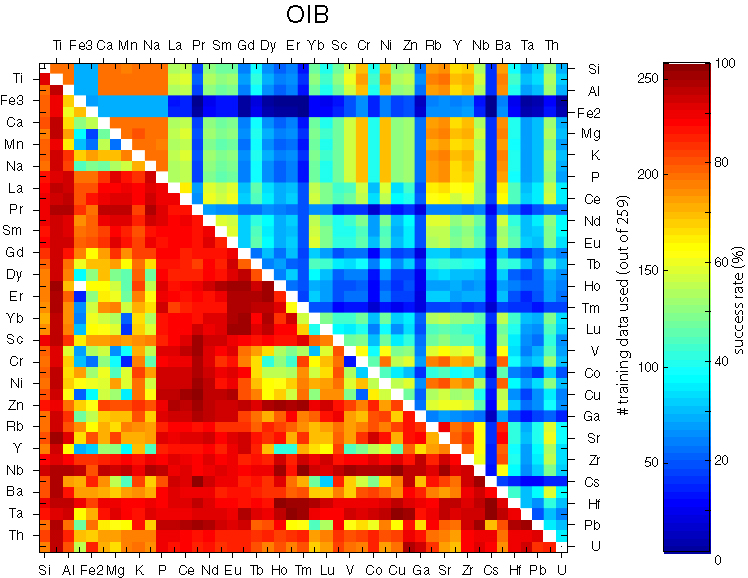 OIB
Ti Fe3 Ca Mn Na La Pr Sm Gd Dy Er Yb Sc Cr Ni Zn Rb Y Nb Ba Ta Th
Ti
Fe3
Ca
Mn
Na
La
Pr
Sm
Gd
Dy
Er
Yb
Sc
Cr
Ni
Zn
Rb
Y
Nb
Ba
Ta
Th
Si
Al
Fe2
Mg
K
P
Ce
Nd
Eu
Tb
Ho
Tm
Lu
V
Co
Cu
Ga
Sr
Zr
Cs
Hf
Pb
U
Si Al Fe2 Mg K P Ce Nd Eu Tb Ho Tm Lu V Co Cu Ga Sr Zr Cs Hf Pb U
# training data used (out of 259)
250
200
150
100
50
100
80
60
40
20
0
success rate (%)